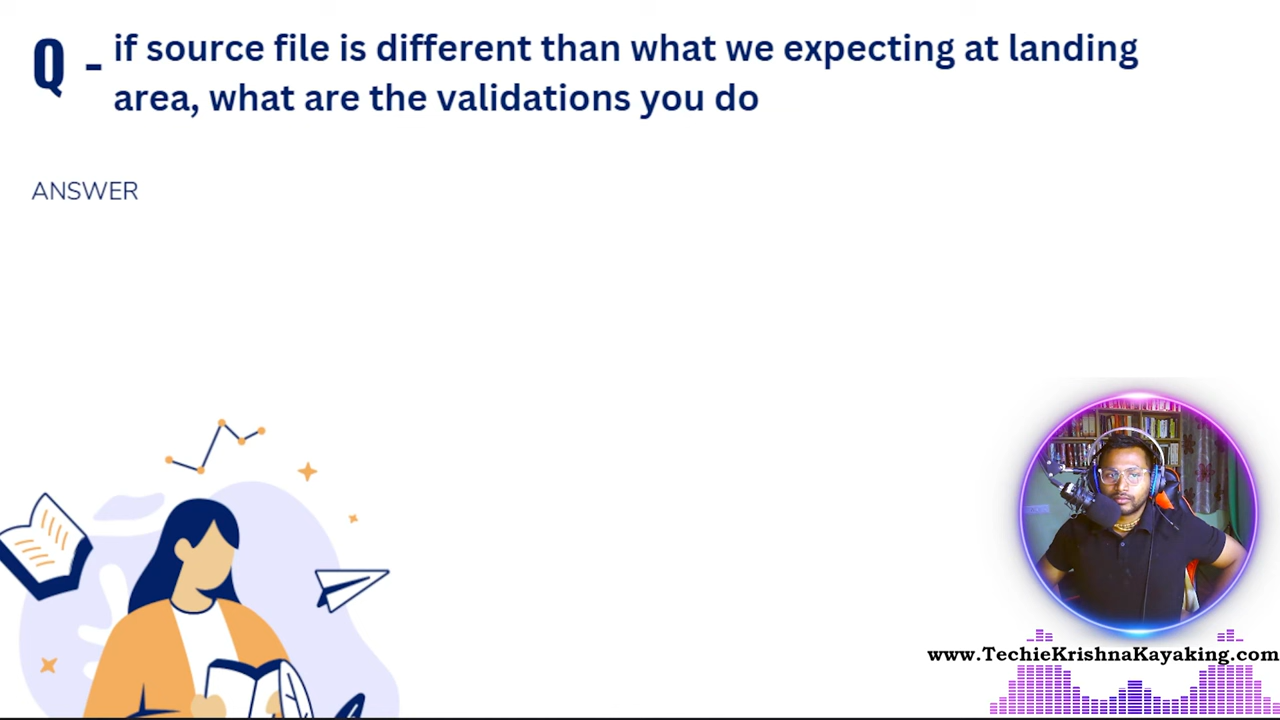 Q - if source file is different than what we expecting at landing
area, what are the validations you do
ANSWER
www.TechieKrishnaKayaking.com